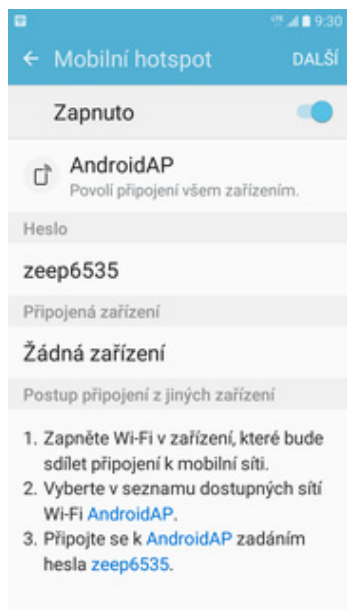 9:30
Mobilní hotspot DALŠÍ
Zapnuto
AndroidAP
Povolí připojení všem zařízením.
Heslo
zeep6535
Připojená zařízení
Žádná zařízení
Postup připojení z jiných zařízení
1. Zapněte Wi-Fi v zařízení, které bude
sdílet připojení k mobilní síti.
2. Vyberte v seznamu dostupných sítí
Wi-Fi AndroidAP.
3. Připojte se k AndroidAP zadáním
hesla zeep6535.